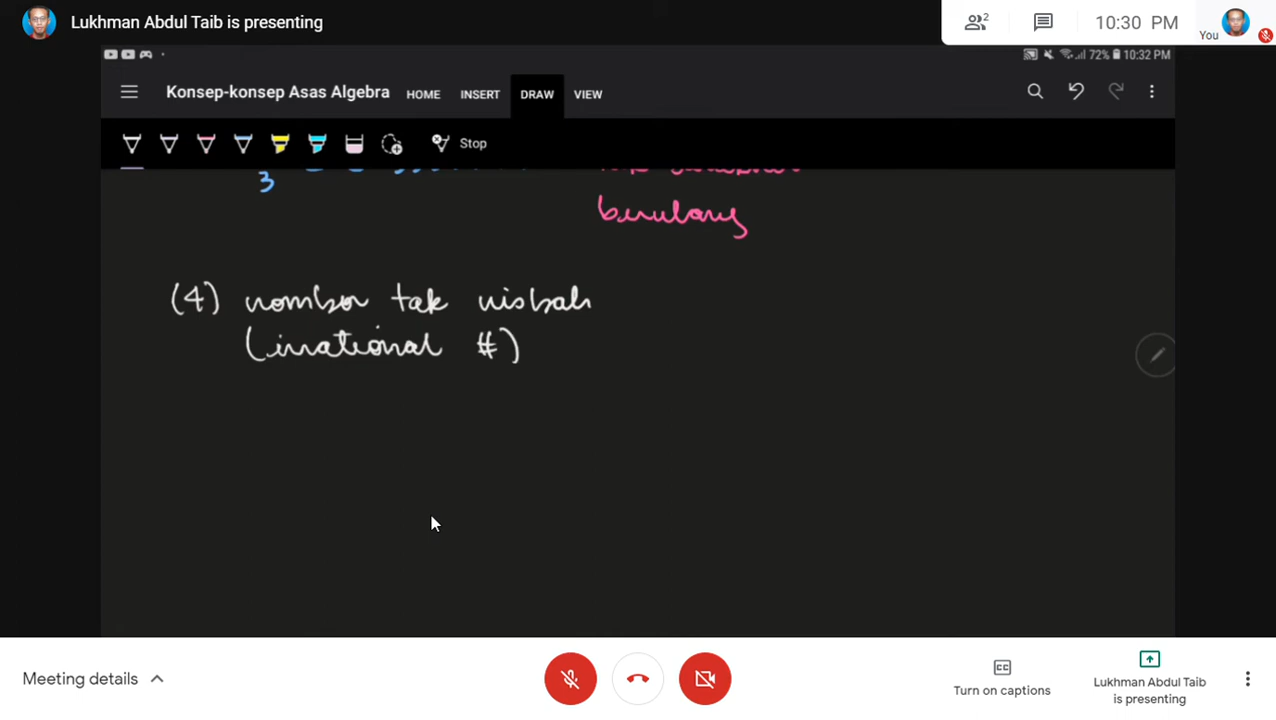 Lukhman Abdul Taib is presenting
2
10:30 PM
You
72% 10:32 PM
Konsep-konsep Asas Algebra HOME INSERT DRAW VIEW
Stop
3
berulang
(4) nombor tak nisbah
(irrational #)
Meeting details
CC
Turn on captions
Lukhman Abdul Taib
is presenting